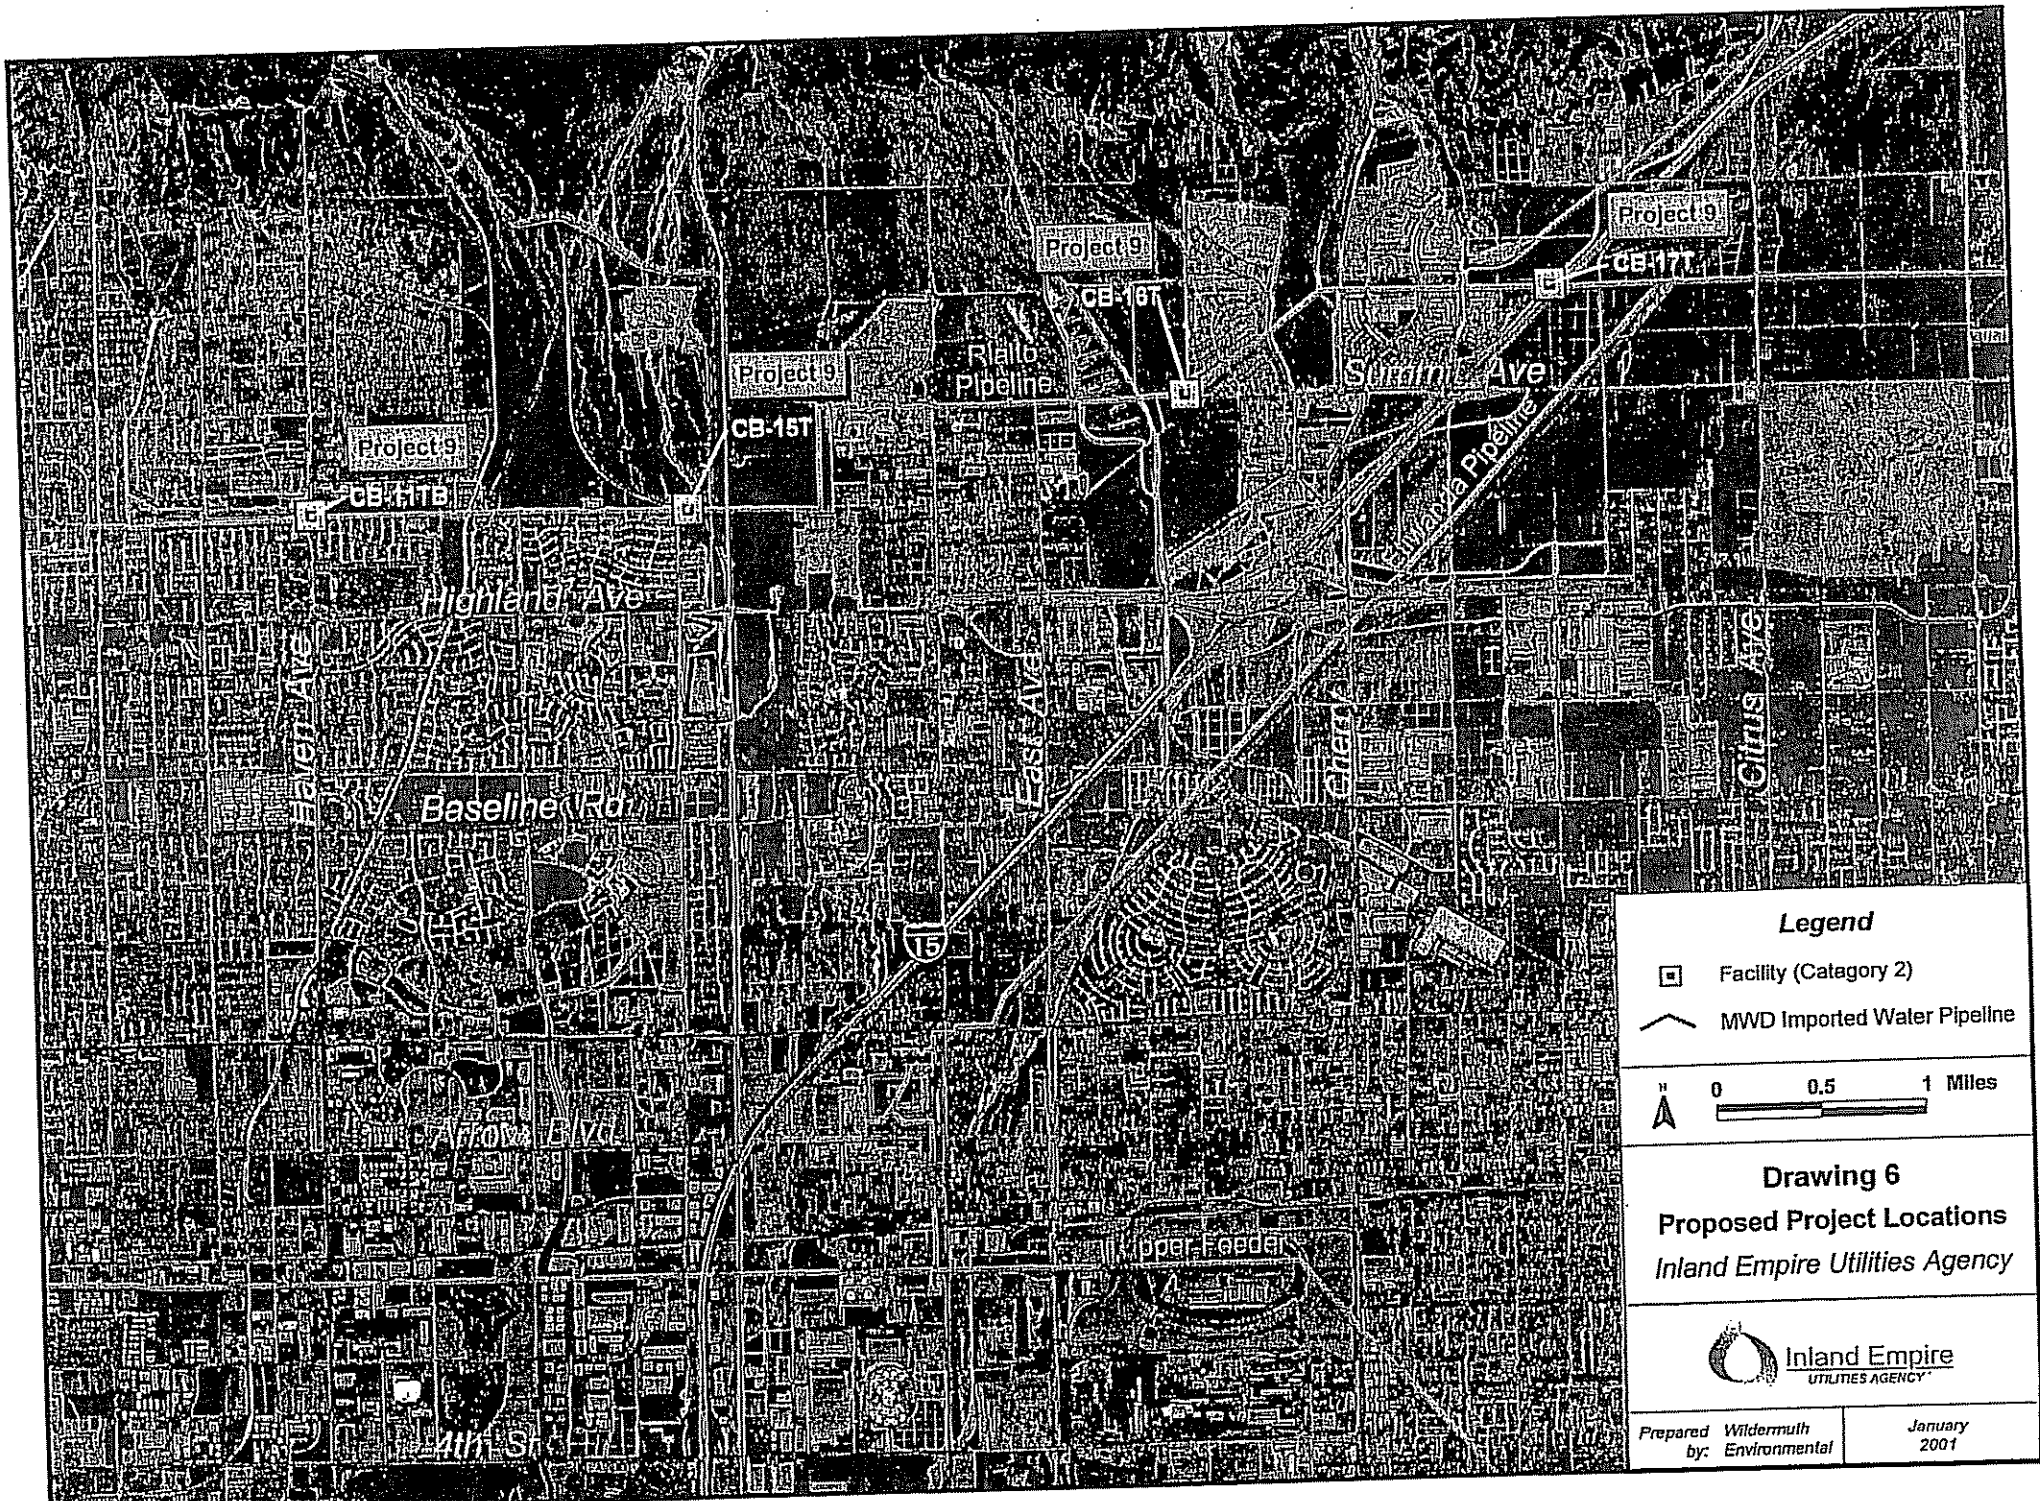 Project 9
CB-17T
Project 9
CB-16T
Rialto
Pipeline
Summit Ave
Project 9
CB-15T
Project 9
CB-11TB
Pipeline
Highland Ave
Haven Ave
East Ave
Cherry
Citrus Ave
Baseline Rd
15
Arrow Blvd
Upper Feeder
4th St
Legend
Facility (Category 2)
MWD Imported Water Pipeline
N
0 0.5 1 Miles
Drawing 6
Proposed Project Locations
Inland Empire Utilities Agency
Inland Empire
UTILITIES AGENCY
Prepared by: Wildermuth Environmental
January
2001